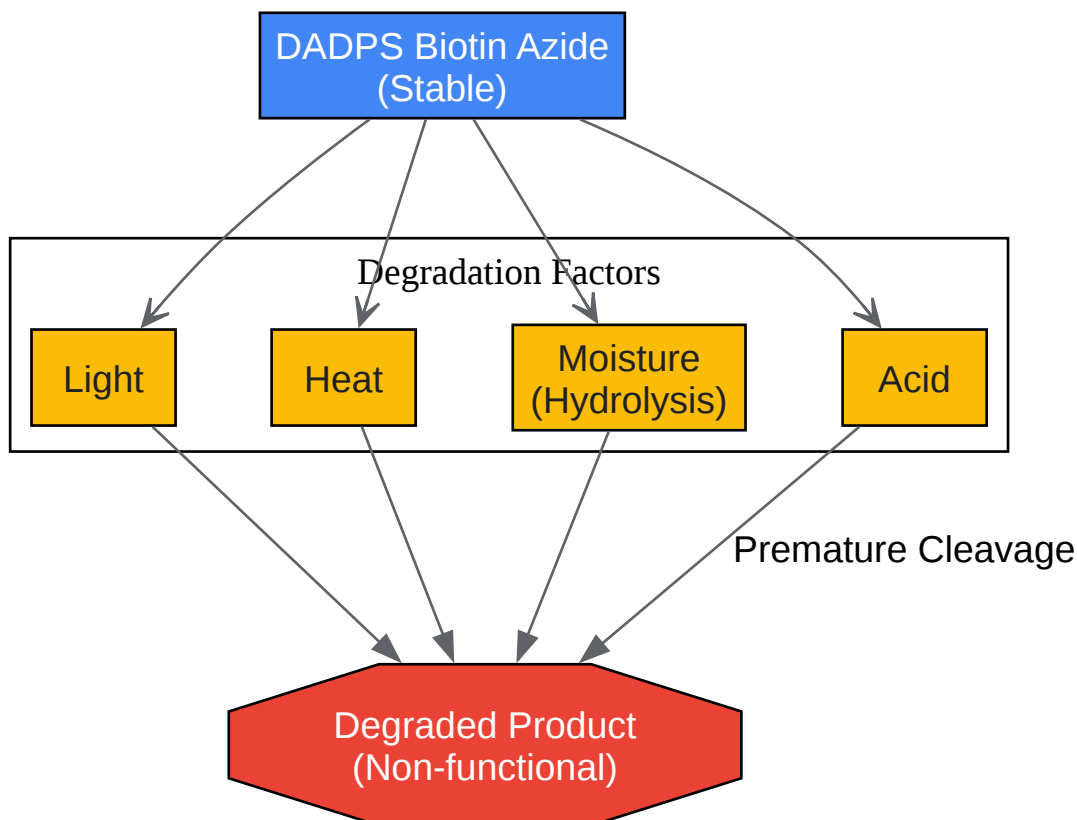 DADPS Biotin Azide
(Stable)
Degradation Factors
Light
Heat
Moisture
(Hydrolysis)
Acid
Premature Cleavage
Degraded Product
(Non-functional)